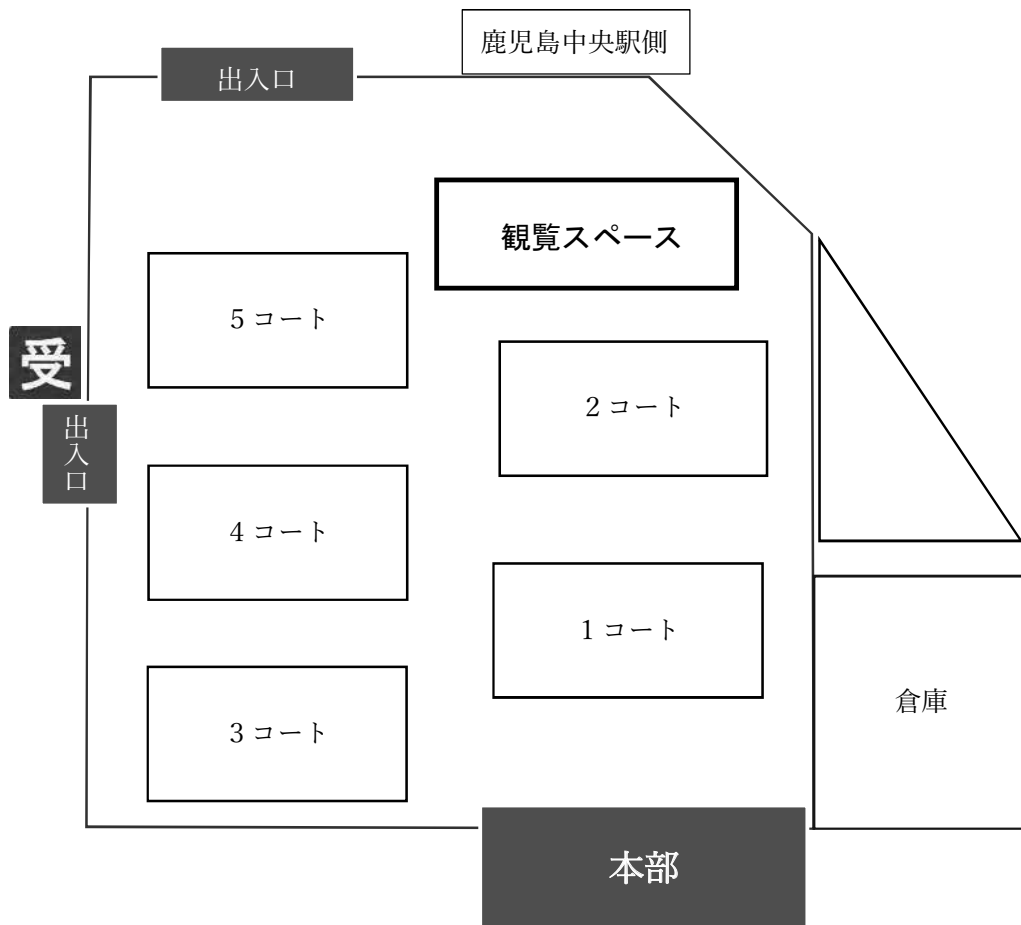 鹿児島中央駅側
出入口
観覧スペース
5コート
受
2コート
出入口
4コート
1コート
倉庫
3コート
本部